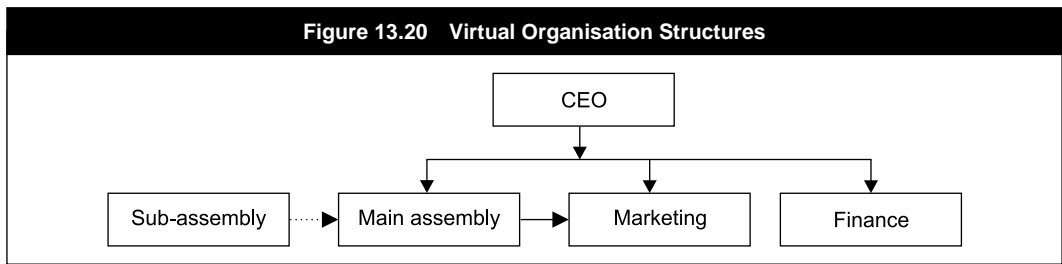 Figure 13.20 Virtual Organisation Structures
CEO
Sub-assembly
Main assembly
Marketing
Finance